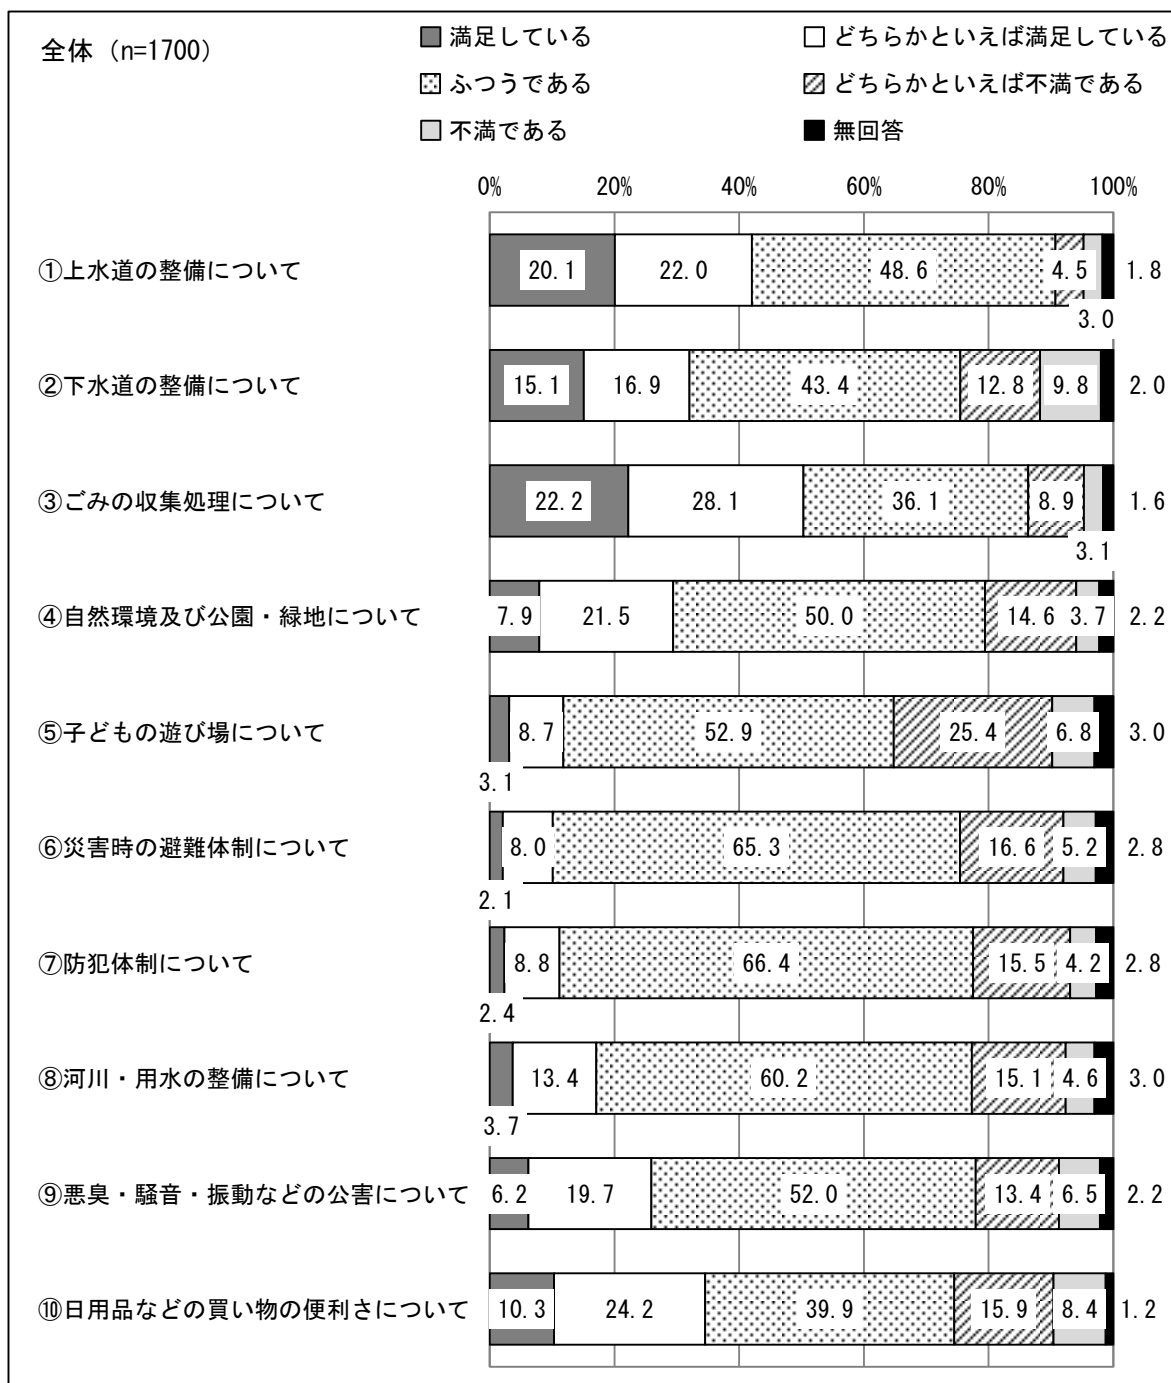 全体（n=1700）
満足している　どちらかといえば満足している
ふつうである　どちらかといえば不満である
不満である　無回答
0%　20%　40%　60%　80%　100%
①上水道の整備について　20.1　22.0　48.6　4.5　1.8
3.0
②下水道の整備について　15.1　16.9　43.4　12.8　9.8　2.0
③ごみの収集処理について　22.2　28.1　36.1　8.9　1.6
3.1
④自然環境及び公園・緑地について　7.9　21.5　50.0　14.6　3.7　2.2
⑤子どもの遊び場について　8.7　52.9　25.4　6.8　3.0
3.1
⑥災害時の避難体制について　8.0　65.3　16.6　5.2　2.8
2.1
⑦防犯体制について　8.8　66.4　15.5　4.2　2.8
2.4
⑧河川・用水の整備について　13.4　60.2　15.1　4.6　3.0
3.7
⑨悪臭・騒音・振動などの公害について　6.2　19.7　52.0　13.4　6.5　2.2
⑩日用品などの買い物の便利さについて　10.3　24.2　39.9　15.9　8.4　1.2